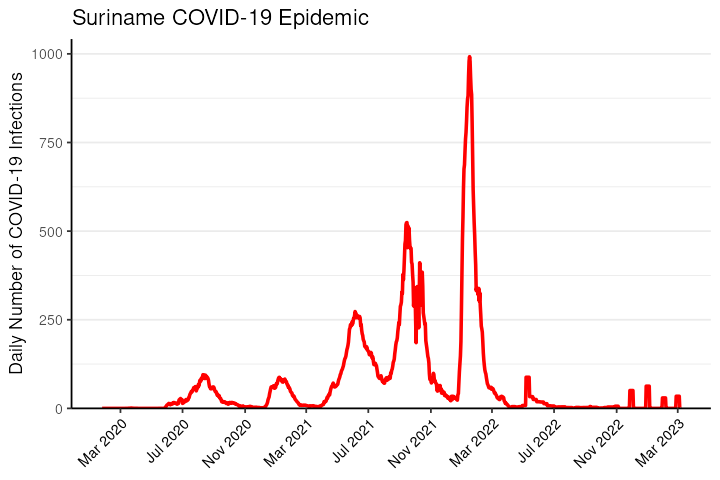 Suriname COVID-19 Epidemic
Daily Number of COVID-19 Infections
1000
750
500
250
0
Mar 2020
Jul 2020
Nov 2020
Mar 2021
Jul 2021
Nov 2021
Mar 2022
Jul 2022
Nov 2022
Mar 2023